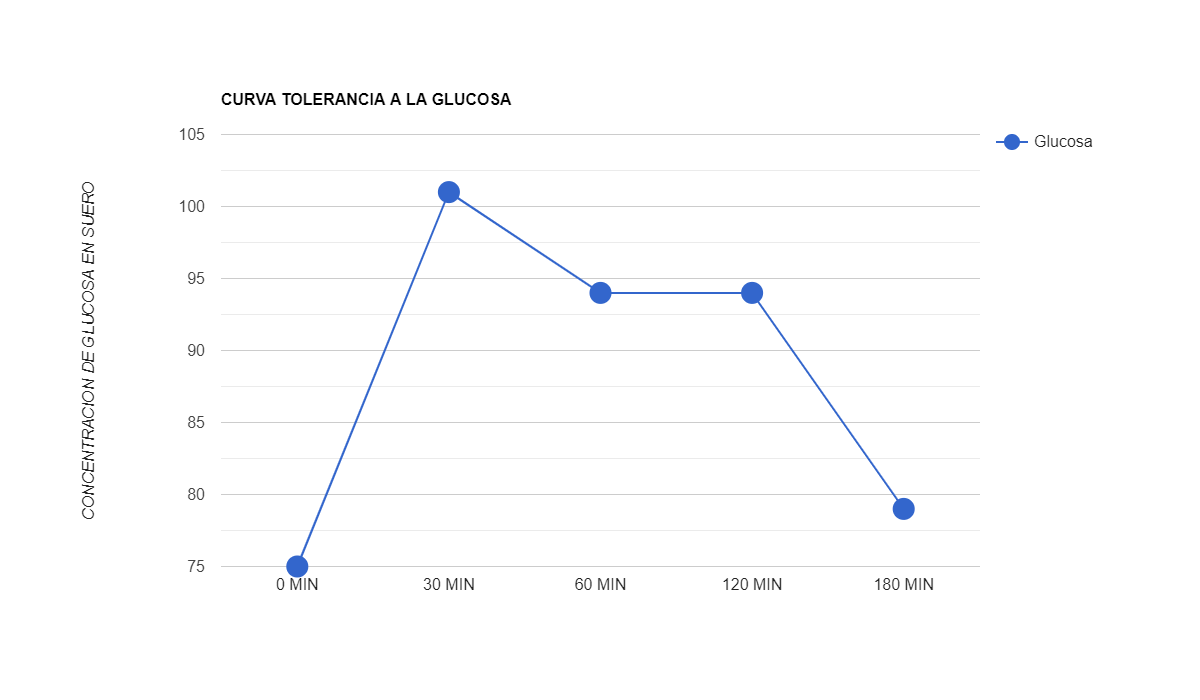 CURVA TOLERANCIA A LA GLUCOSA
Glucosa
CONCENTRACION DE GLUCOSA EN SUERO
105
100
95
90
85
80
75
0 MIN
30 MIN
60 MIN
120 MIN
180 MIN